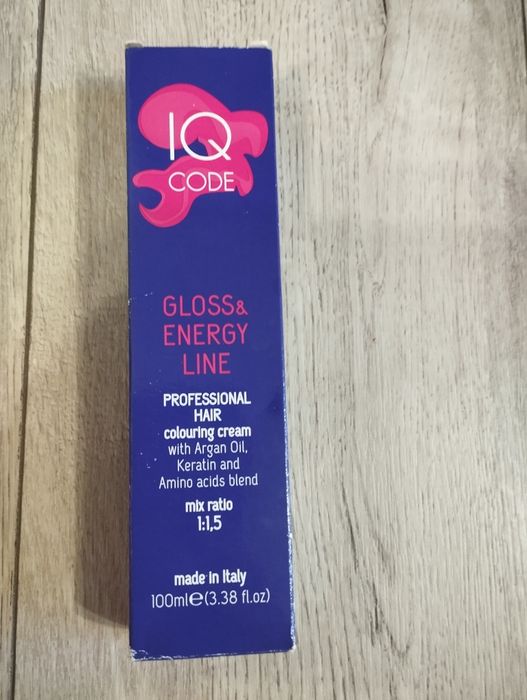 IQ
CODE
GLOSS&
ENERGY
LINE
PROFESSIONAL
HAIR
colouring cream
with Argan Oil,
Keratin and
Amino acids blend
mix ratio
1:1,5
made in Italy
100ml℮(3.38 fl.oz)